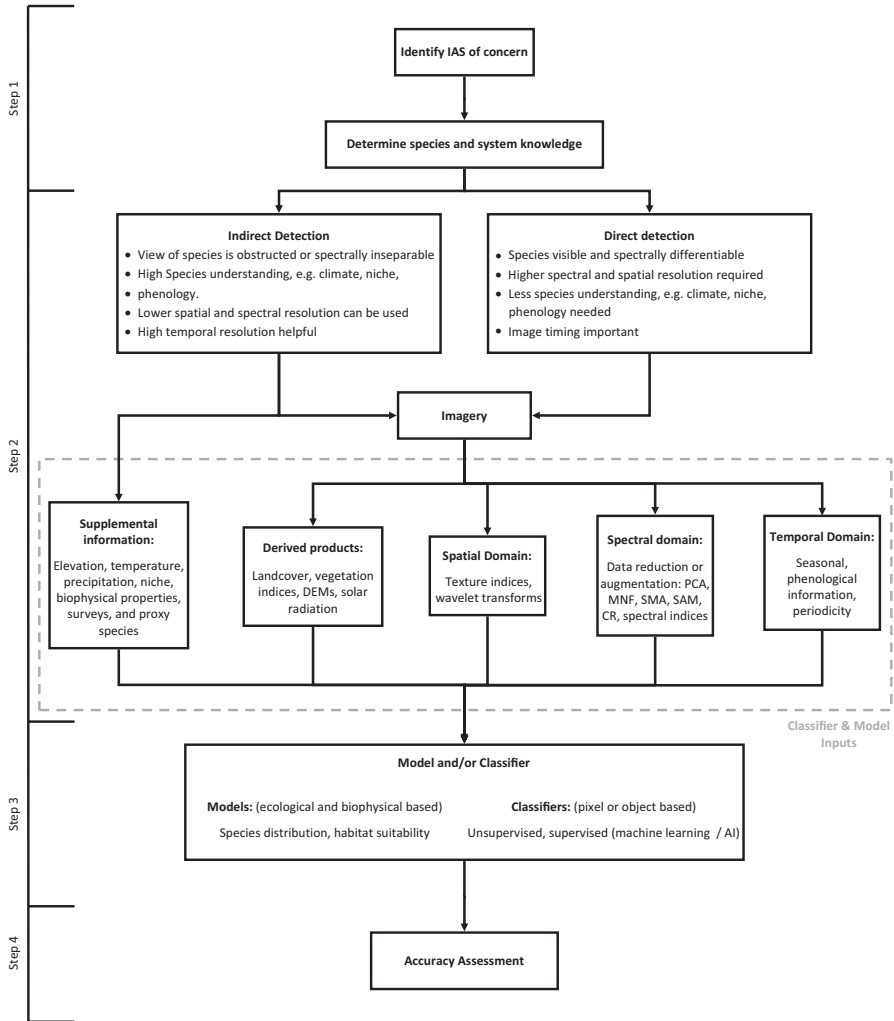 Step 1
Identify IAS of concern
Determine species and system knowledge
Step 2
Indirect Detection
• View of species is obstructed or spectrally inseparable
• High Species understanding, e.g. climate, niche,
• phenology.
• Lower spatial and spectral resolution can be used
• High temporal resolution helpful
Direct detection
• Species visible and spectrally differentiable
• Higher spectral and spatial resolution required
• Less species understanding, e.g. climate, niche,
phenology needed
• Image timing important
Imagery
Supplemental
information:
Elevation, temperature,
precipitation, niche,
biophysical properties,
surveys, and proxy
species
Derived products:
Landcover, vegetation
indices, DEMs, solar
radiation
Spatial Domain:
Texture indices,
wavelet transforms
Spectral domain:
Data reduction or
augmentation: PCA,
MNF, SMA, SAM,
CR, spectral indices
Temporal Domain:
Seasonal,
phenological
information,
periodicity
Classifier & Model
Inputs
Step 3
Model and/or Classifier
Models: (ecological and biophysical based)
Species distribution, habitat suitability
Classifiers: (pixel or object based)
Unsupervised, supervised (machine learning / AI)
Step 4
Accuracy Assessment